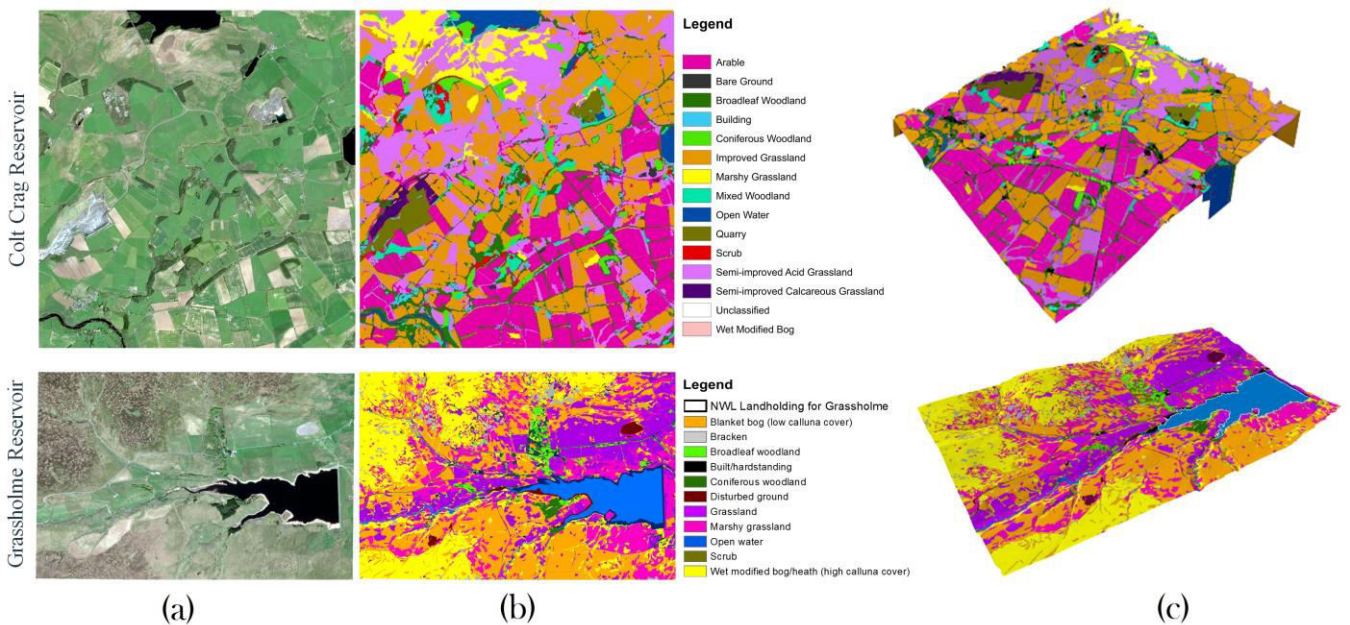 Colt Crag Reservoir
Legend
Arable
Bare Ground
Broadleaf Woodland
Building
Coniferous Woodland
Improved Grassland
Marshy Grassland
Mixed Woodland
Open Water
Quarry
Scrub
Semi-improved Acid Grassland
Semi-improved Calcareous Grassland
Unclassified
Wet Modified Bog
Grassholme Reservoir
Legend
NWL Landholding for Grassholme
Blanket bog (low calluna cover)
Bracken
Broadleaf woodland
Built/hardstanding
Coniferous woodland
Disturbed ground
Grassland
Marshy grassland
Open water
Scrub
Wet modified bog/heath (high calluna cover)
(a)
(b)
(c)